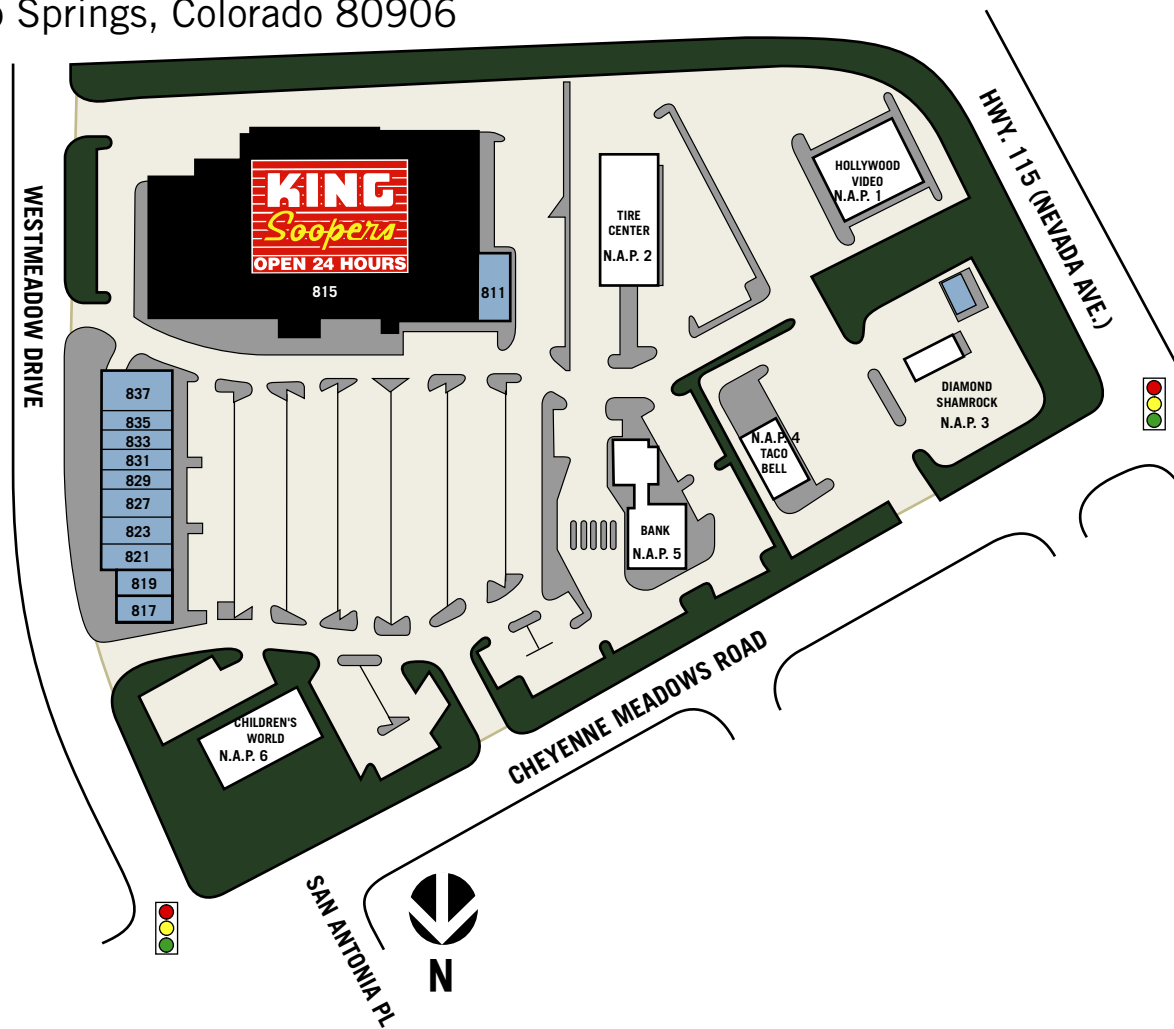 Springs, Colorado 80906
HWY. 115 (NEVADA AVE.)
WESTMEADOW DRIVE
KING
Soopers
OPEN 24 HOURS
815
811
TIRE
CENTER
N.A.P. 2
HOLLYWOOD
VIDEO
N.A.P. 1
DIAMOND
SHAMROCK
N.A.P. 3
N.A.P. 4
TACO
BELL
BANK
N.A.P. 5
837
835
833
831
829
827
823
821
819
817
CHILDREN'S
WORLD
N.A.P. 6
CHEYENNE MEADOWS ROAD
SAN ANTONIA PL
N